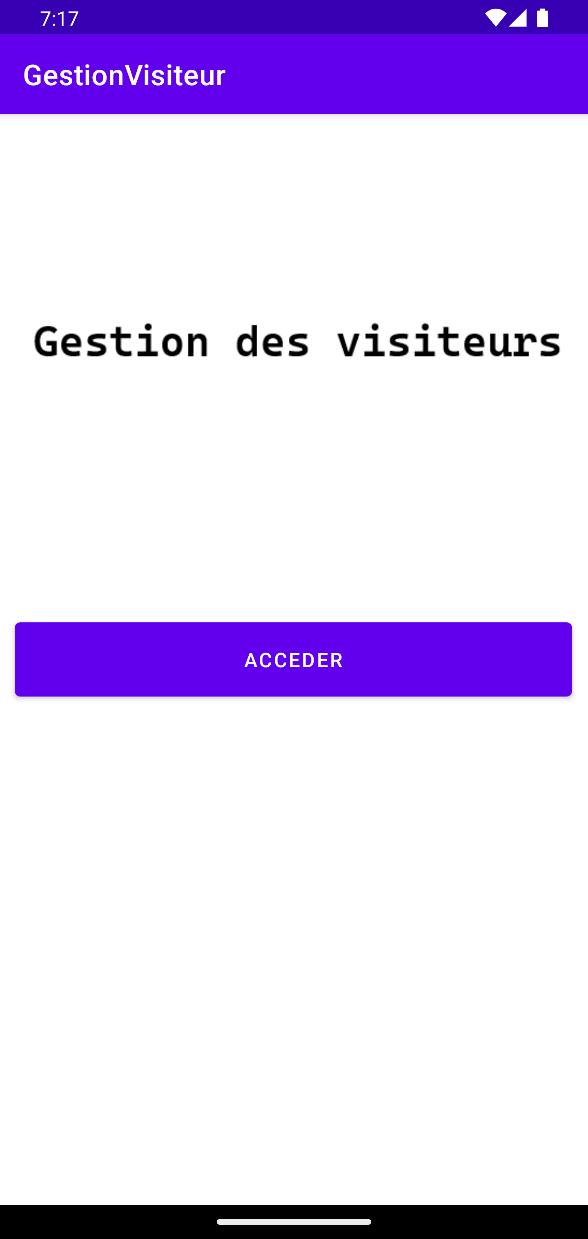 7:17
GestionVisiteur
Gestion des visiteurs
ACCEDER